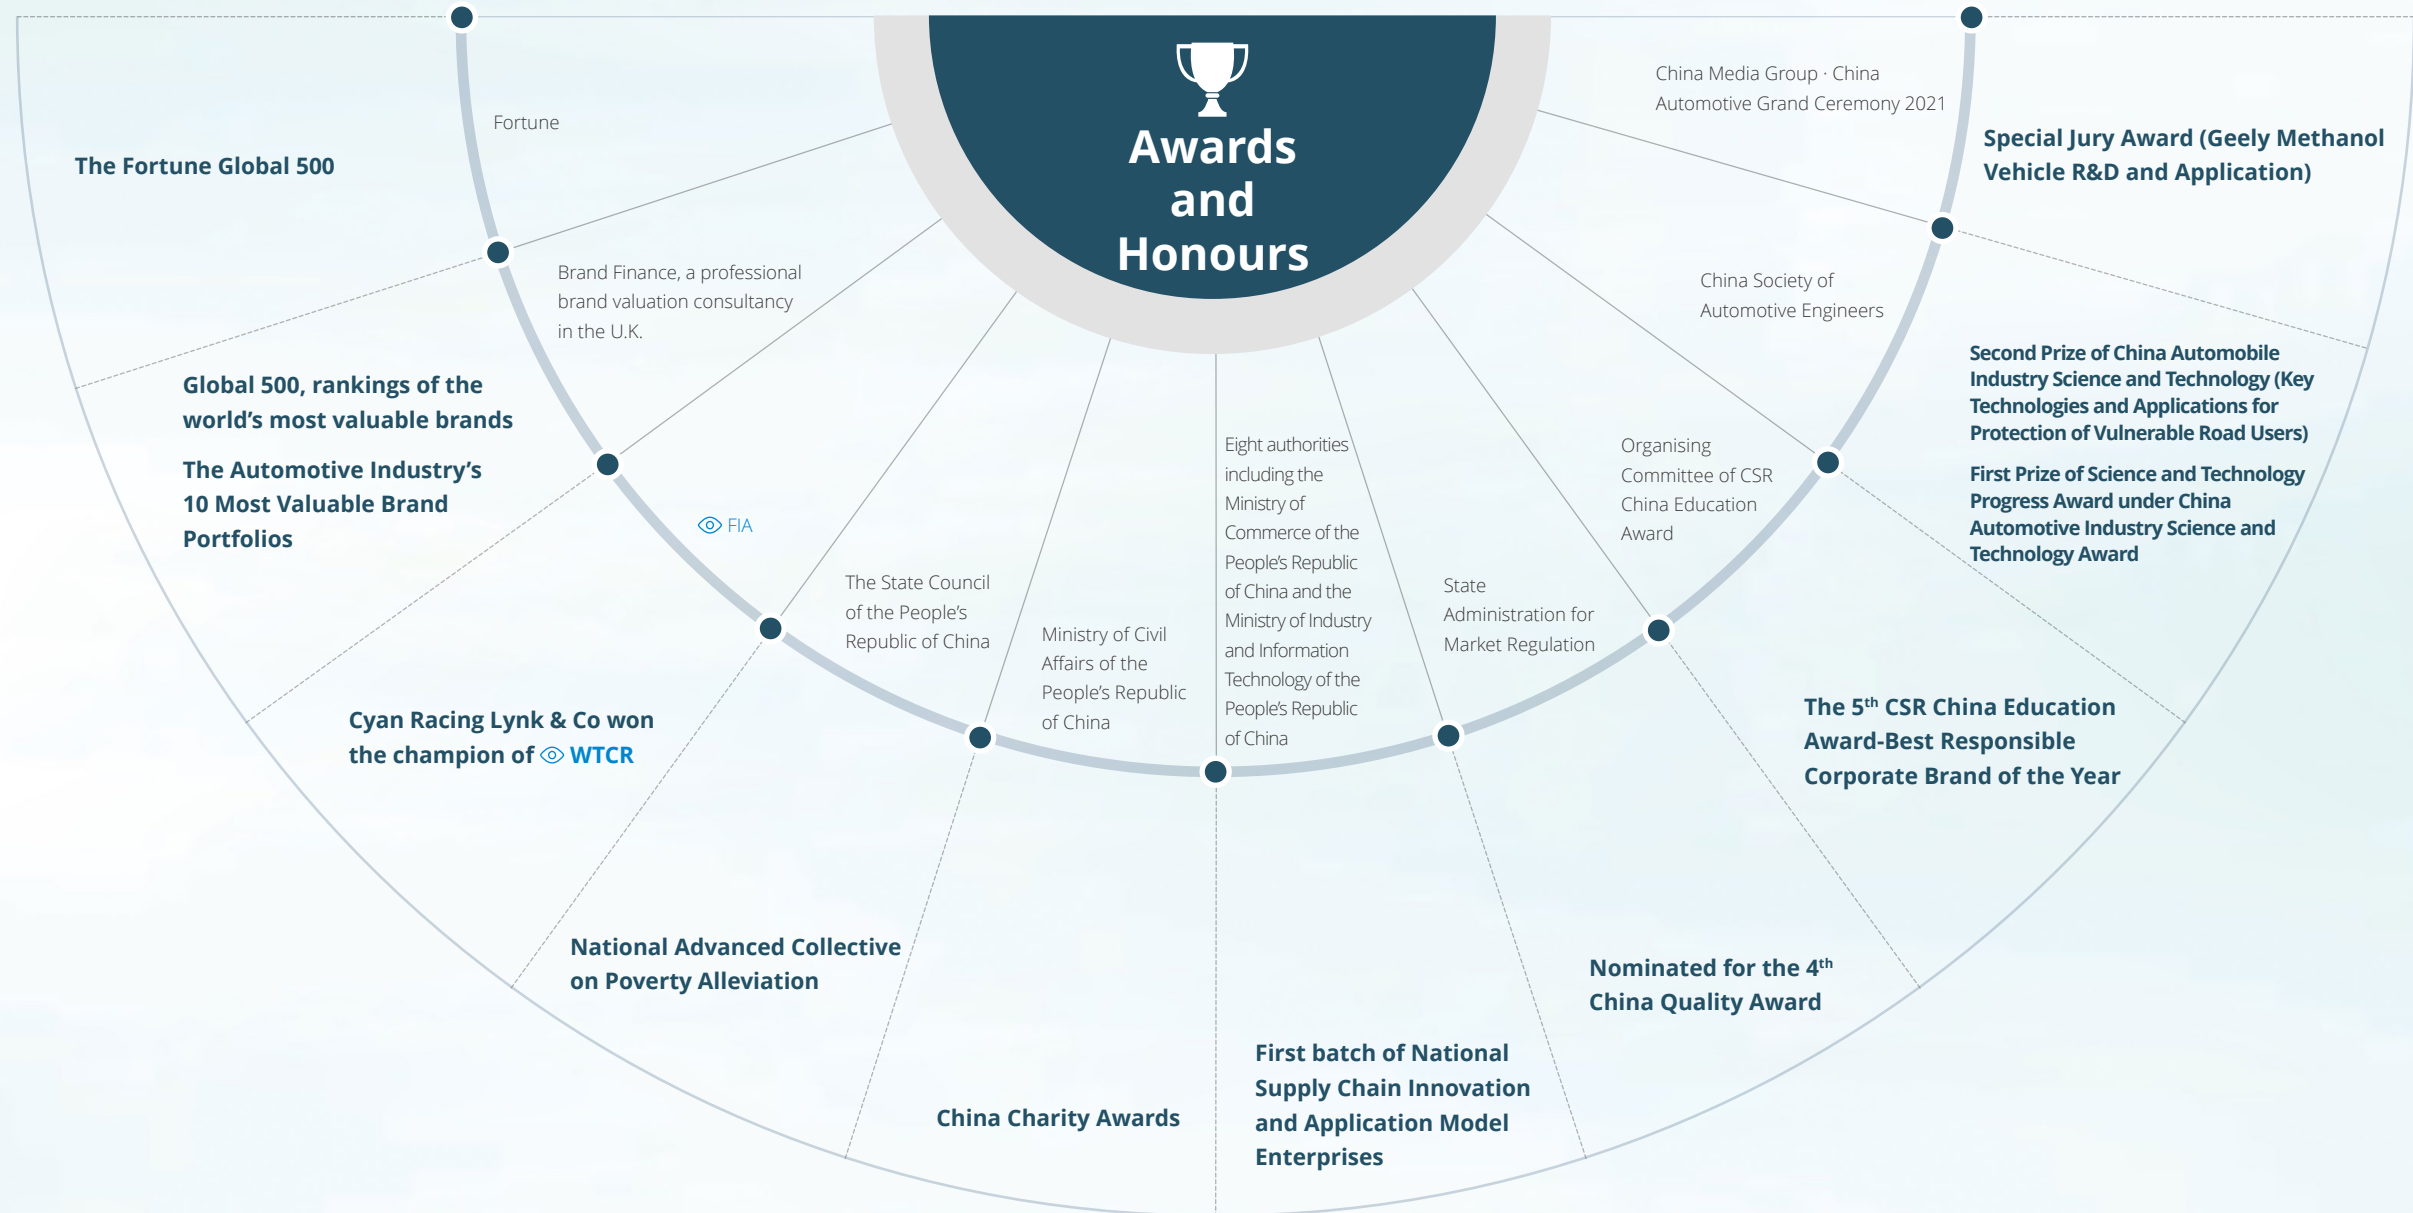 Awards
and
Honours
Fortune
The Fortune Global 500
Brand Finance, a professional
brand valuation consultancy
in the U.K.
Global 500, rankings of the
world’s most valuable brands
The Automotive Industry’s
10 Most Valuable Brand
Portfolios
FIA
Cyan Racing Lynk & Co won
the champion of WTCR
The State Council
of the People’s
Republic of China
National Advanced Collective
on Poverty Alleviation
Ministry of Civil
Affairs of the
People’s Republic
of China
China Charity Awards
Eight authorities
including the
Ministry of
Commerce of the
People’s Republic
of China and the
Ministry of Industry
and Information
Technology of the
People’s Republic
of China
First batch of National
Supply Chain Innovation
and Application Model
Enterprises
State
Administration for
Market Regulation
Nominated for the 4th
China Quality Award
Organising
Committee of CSR
China Education
Award
The 5th CSR China Education
Award-Best Responsible
Corporate Brand of the Year
China Society of
Automotive Engineers
Second Prize of China Automobile
Industry Science and Technology (Key
Technologies and Applications for
Protection of Vulnerable Road Users)
First Prize of Science and Technology
Progress Award under China
Automotive Industry Science and
Technology Award
China Media Group · China
Automotive Grand Ceremony 2021
Special Jury Award (Geely Methanol
Vehicle R&D and Application)